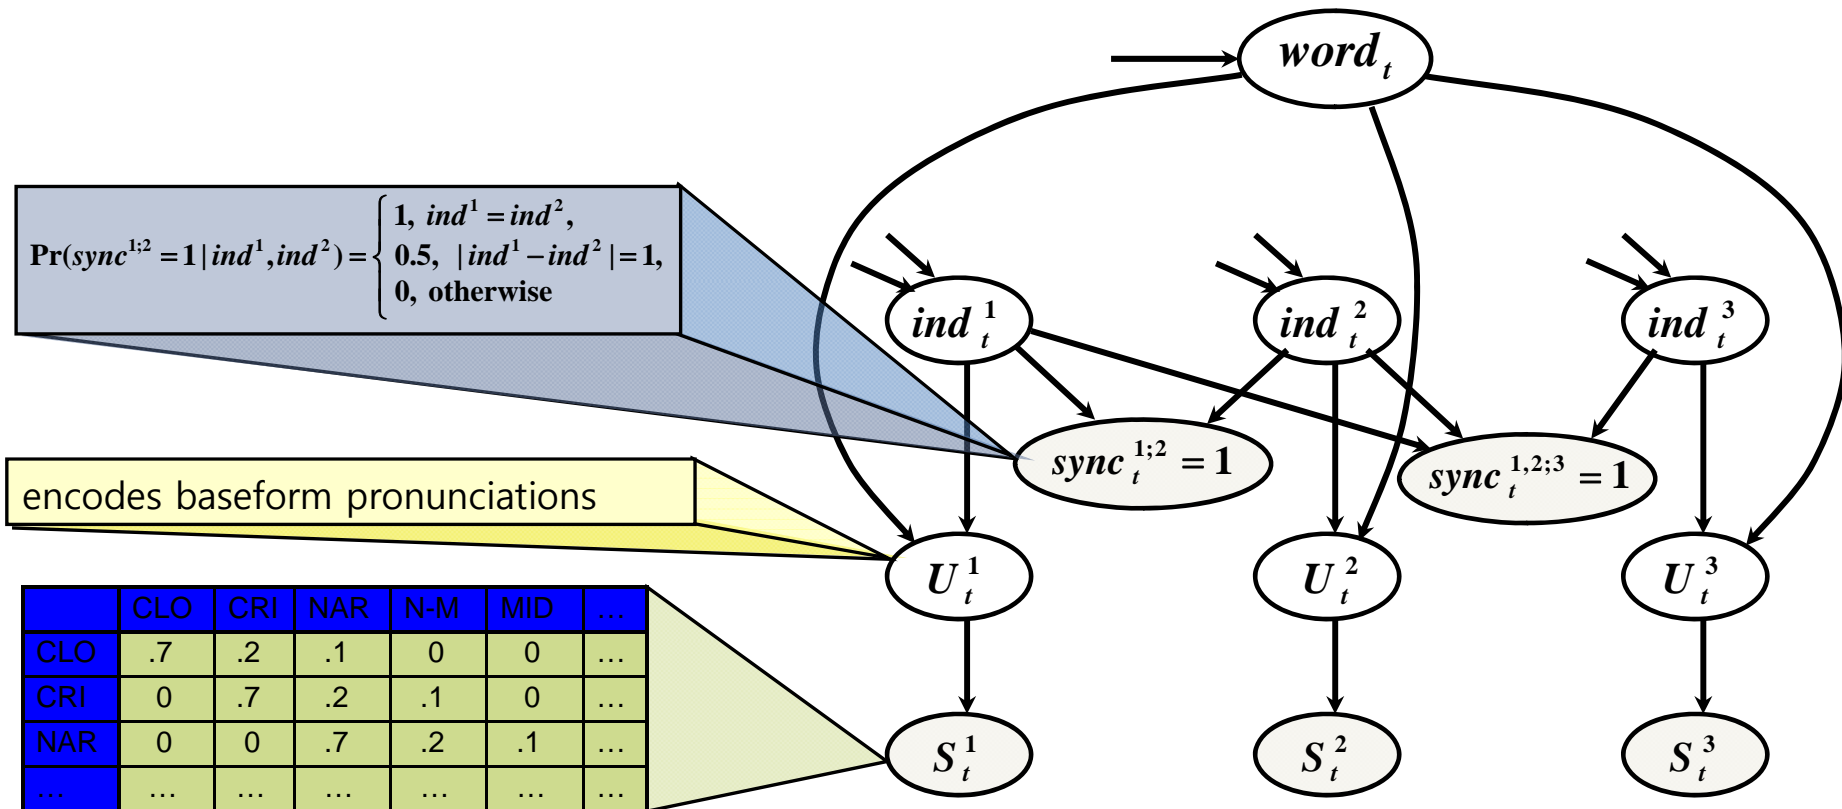 word_t
Pr(sync^{1;2} = 1 | ind^1, ind^2) = { 1, ind^1 = ind^2,
0.5, | ind^1 − ind^2 | = 1,
0, otherwise
ind_t^1 ind_t^2 ind_t^3
sync_t^{1;2} = 1 sync_t^{1,2;3} = 1
encodes baseform pronunciations
U_t^1 U_t^2 U_t^3
CLO CRI NAR N-M MID ...
CLO .7 .2 .1 0 0 ...
CRI 0 .7 .2 .1 0 ...
NAR 0 0 .7 .2 .1 ...
... ... ... ... ... ... ...
S_t^1 S_t^2 S_t^3